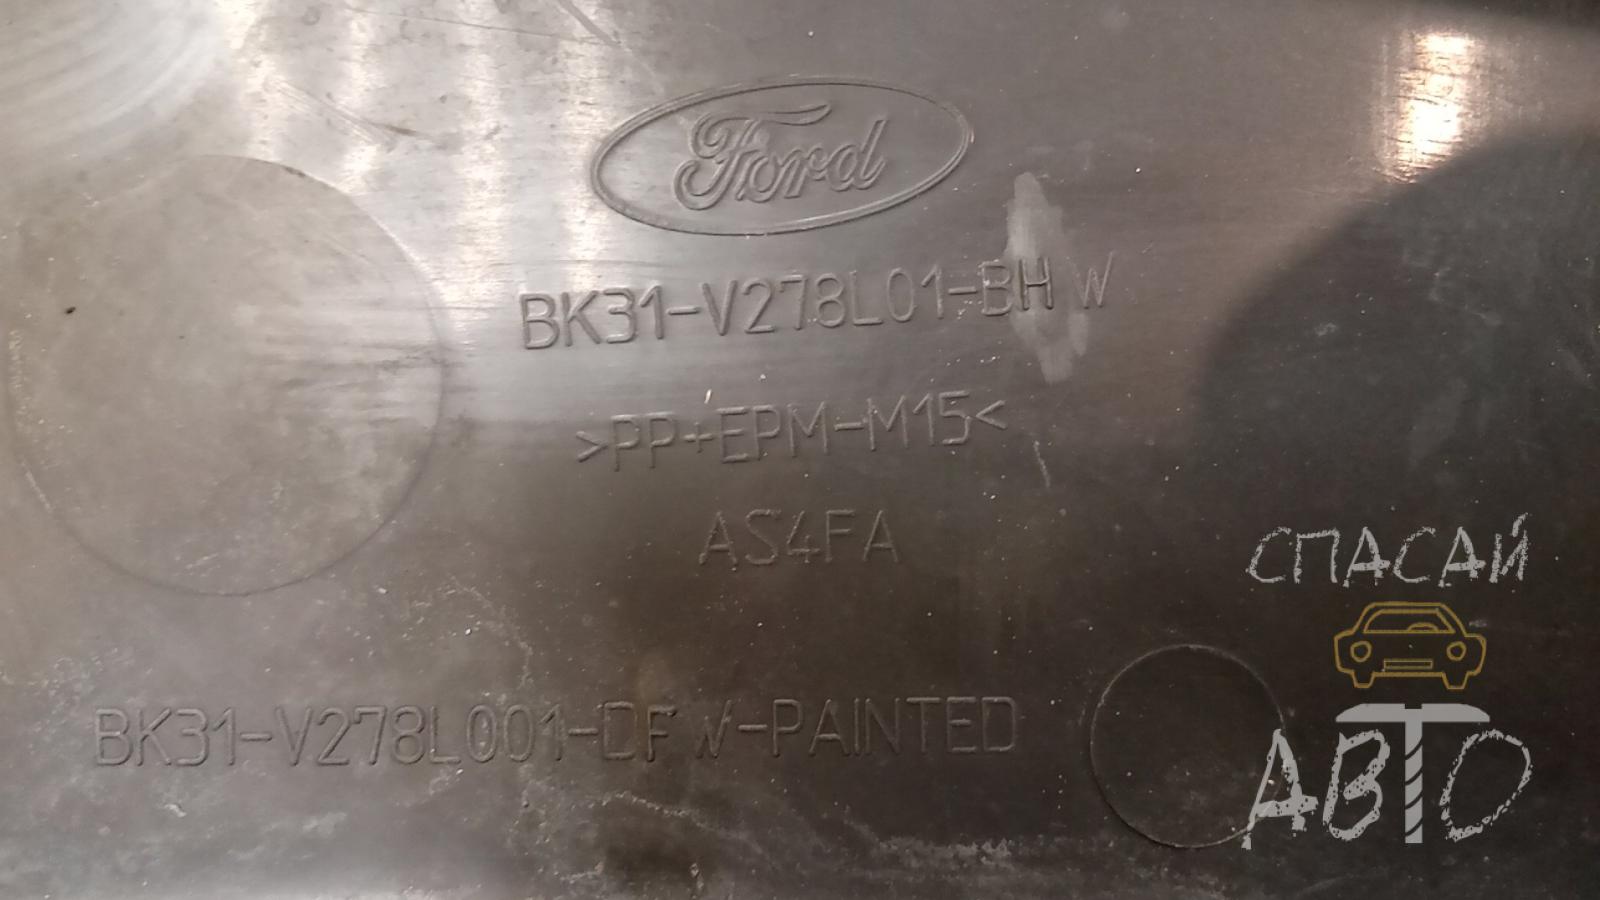 Ford
BK31-V278L01-BH W
>PP+EPM-M15<
AS4FA
СПАСАЙ
BK31-V278L001-DF W-PAINTED
АВТО